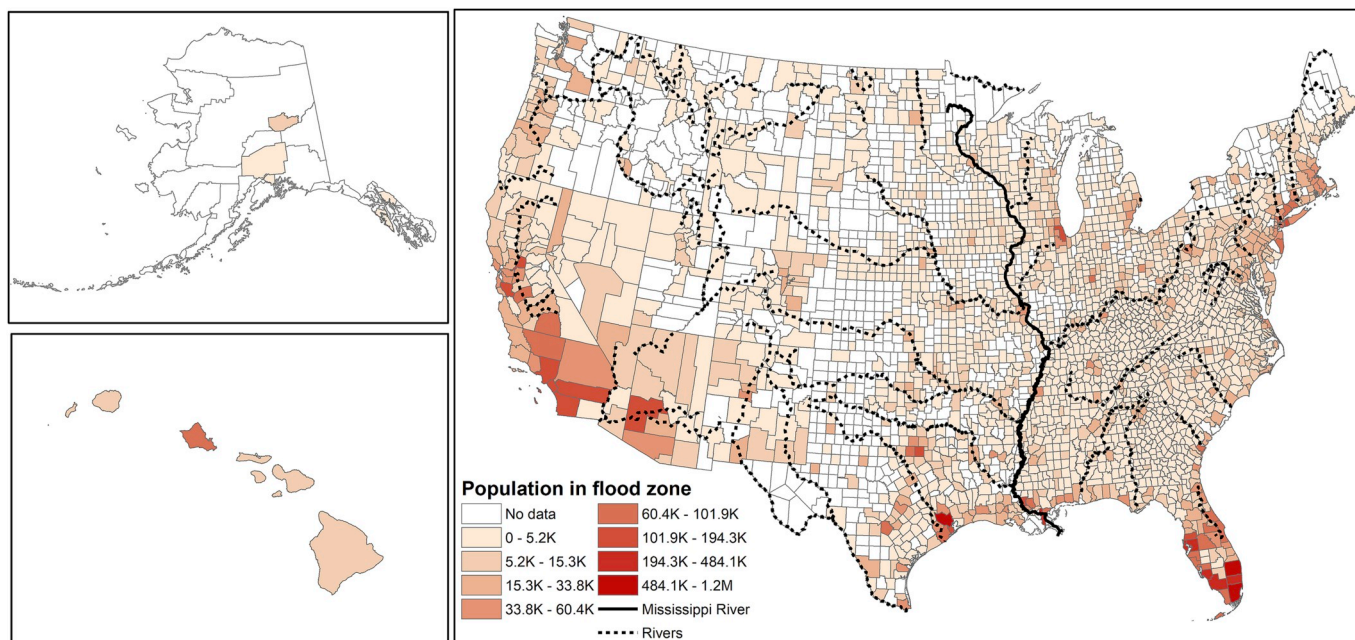 Population in flood zone
No data
0 - 5.2K
5.2K - 15.3K
15.3K - 33.8K
33.8K - 60.4K
60.4K - 101.9K
101.9K - 194.3K
194.3K - 484.1K
484.1K - 1.2M
Mississippi River
Rivers